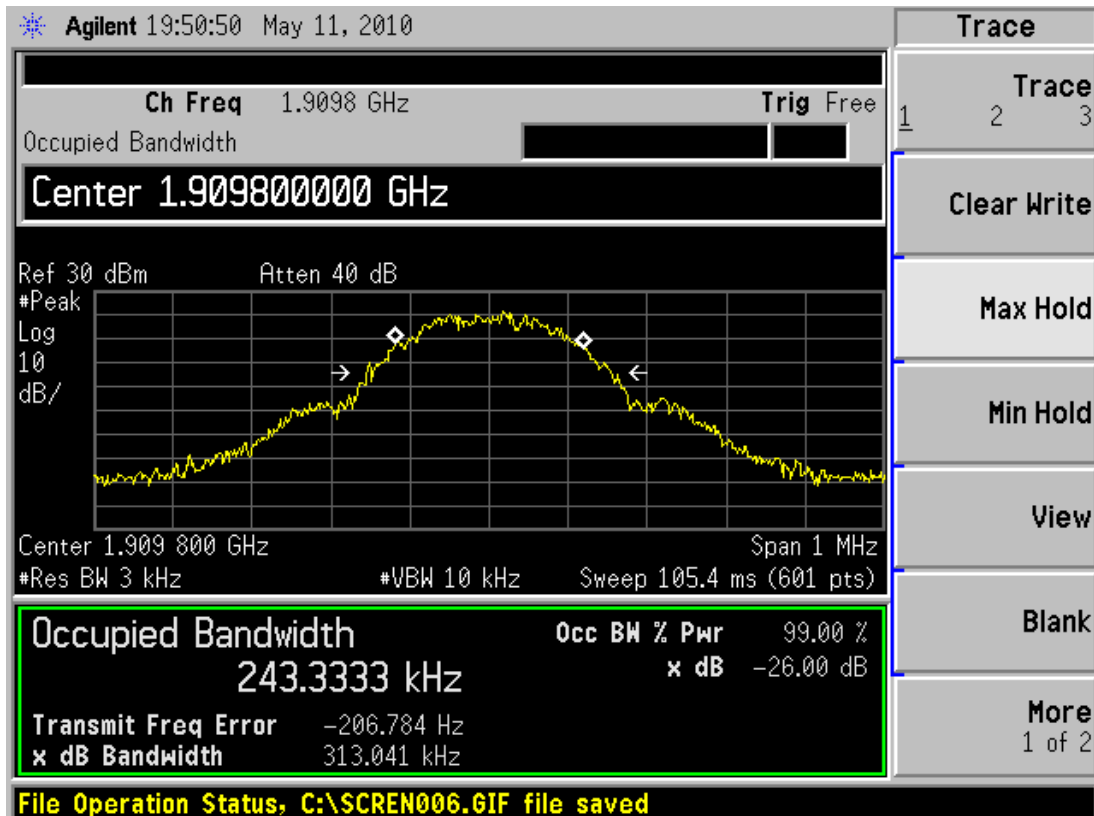 Agilent 19:50:50 May 11, 2010
Trace
Ch Freq 1.9098 GHz
Trig Free
Occupied Bandwidth
Center 1.909800000 GHz
Ref 30 dBm
Atten 40 dB
#Peak
Log
10
dB/
Center 1.909 800 GHz
Span 1 MHz
#Res BW 3 kHz
#VBW 10 kHz
Sweep 105.4 ms (601 pts)
Occupied Bandwidth
243.3333 kHz
Occ BW % Pwr 99.00 %
x dB -26.00 dB
Transmit Freq Error -206.784 Hz
x dB Bandwidth 313.041 kHz
File Operation Status, C:\SCREN006.GIF file saved
Trace
1 2 3
Clear Write
Max Hold
Min Hold
View
Blank
More
1 of 2